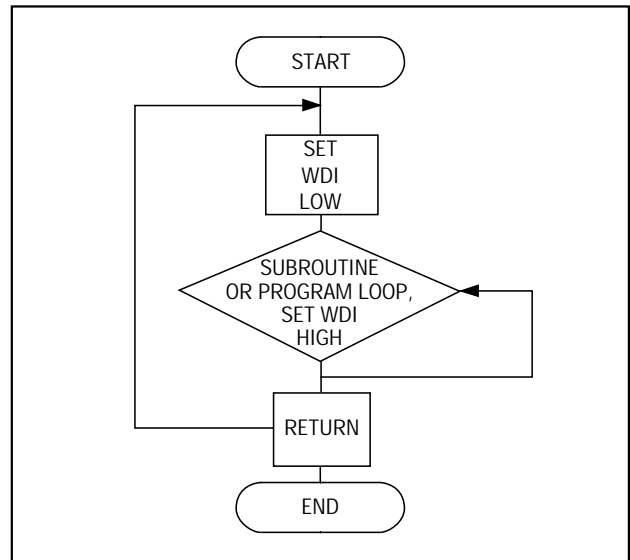 START
SET
WDI
LOW
SUBROUTINE
OR PROGRAM LOOP,
SET WDI
HIGH
RETURN
END